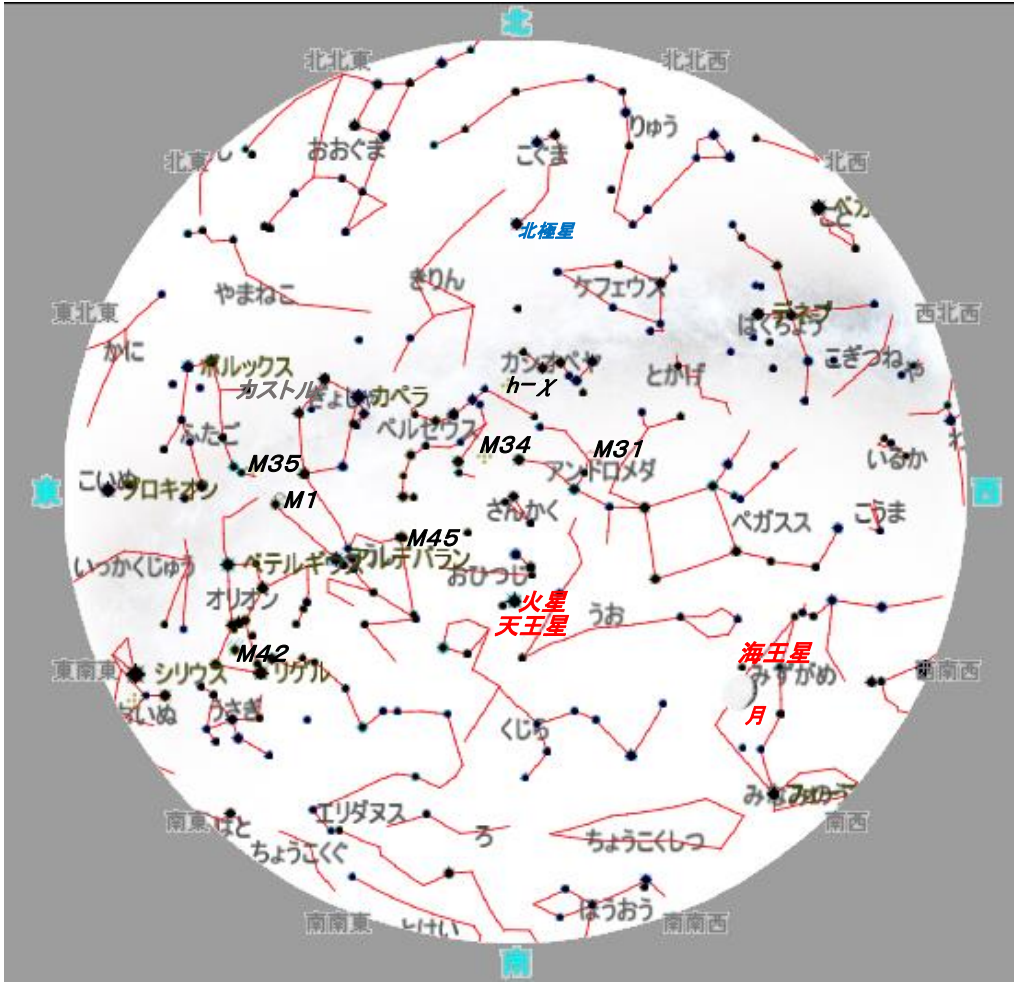 北
北北東
北北西
りゅう
おおぐま
こぐま
北東
北西
ベガ
こと
北極星
きりん
ケフェウス
やまねこ
東北東
デネブ
はくちょう
西北西
かに
こぎつね
や
ポルックス
カシオペヤ
とかげ
カストル
h-χ
ぎょしゃ
カペラ
ペルセウス
ふたご
M34
M31
いるか
M35
アンドロメダ
こいぬ
プロキオン
東
西
M1
さんかく
ペガスス
こうま
M45
いっかくじゅう
ベテルギウス
アルデバラン
おひつじ
オリオン
火星
うお
天王星
M42
海王星
東南東
シリウス
リゲル
みずがめ
西南西
うさぎ
月
くじら
エリダヌス
南東
はと
ろ
ちょうこくしつ
南西
ちょうこくぐ
ほうおう
南南東
とけい
南南西
南